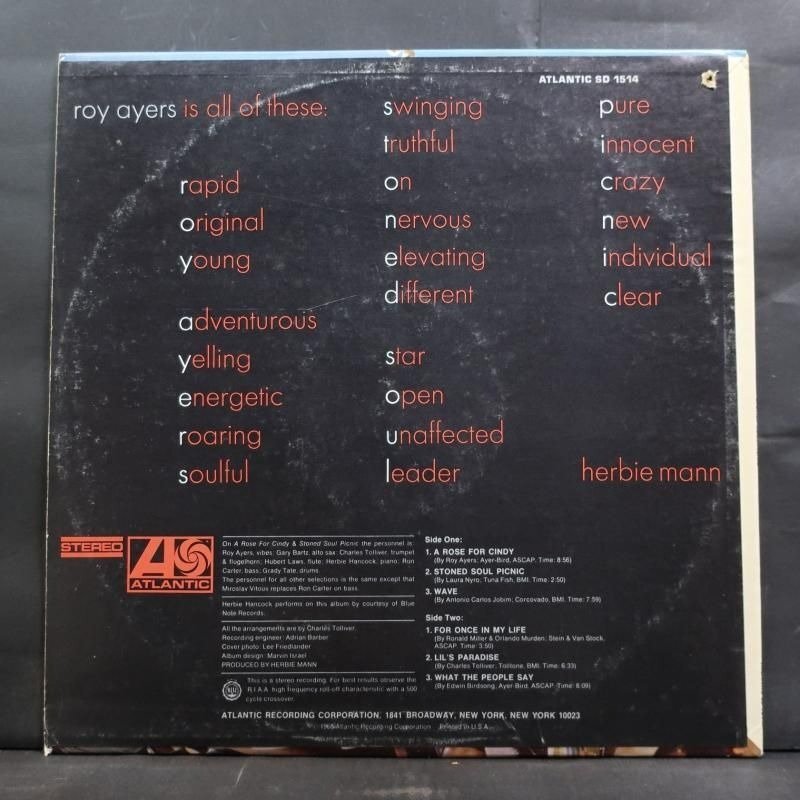 ATLANTIC SD 1514
roy ayers is all of these:
rapid
original
young
adventurous
yelling
energetic
roaring
soulful
swinging
truthful
on
nervous
elevating
different
star
open
unaffected
leader
pure
innocent
crazy
new
individual
clear
herbie mann
STEREO
ATLANTIC
On A Rose For Cindy & Stoned Soul Picnic the personnel is:
Roy Ayers, vibes; Gary Bartz, alto sax; Charles Tolliver, trumpet
& flugelhorn; Hubert Laws, flute; Herbie Hancock, piano; Ron
Carter, bass; Grady Tate, drums.
The personnel for all other selections is the same except that
Miroslav Vitous replaces Ron Carter on bass.
Herbie Hancock performs on this album by courtesy of Blue
Note Records.
All the arrangements are by Charles Tolliver.
Recording engineer: Adrian Barber
Cover photo: Lee Friedlander
Album design: Marvin Israel
PRODUCED BY HERBIE MANN
This is a stereo recording. For best results observe the
R.I.A.A. high frequency roll-off characteristic with a 500
cycle crossover.
Side One:
1. A ROSE FOR CINDY
(By Roy Ayers; Ayer-Bird, ASCAP. Time: 8:56)
2. STONED SOUL PICNIC
(By Laura Nyro; Tuna Fish, BMI. Time: 2:50)
3. WAVE
(By Antonio Carlos Jobim; Corcovado, BMI. Time: 7:59)
Side Two:
1. FOR ONCE IN MY LIFE
(By Ronald Miller & Orlando Murden; Stein & Van Stock,
ASCAP. Time: 3:50)
2. LIL'S PARADISE
(By Charles Tolliver; Tolltone, BMI. Time: 6:33)
3. WHAT THE PEOPLE SAY
(By Edwin Birdsong; Ayer-Bird, ASCAP. Time: 6:09)
ATLANTIC RECORDING CORPORATION, 1841 BROADWAY, NEW YORK, NEW YORK 10023
Atlantic Recording Corporation Printed in U.S.A.